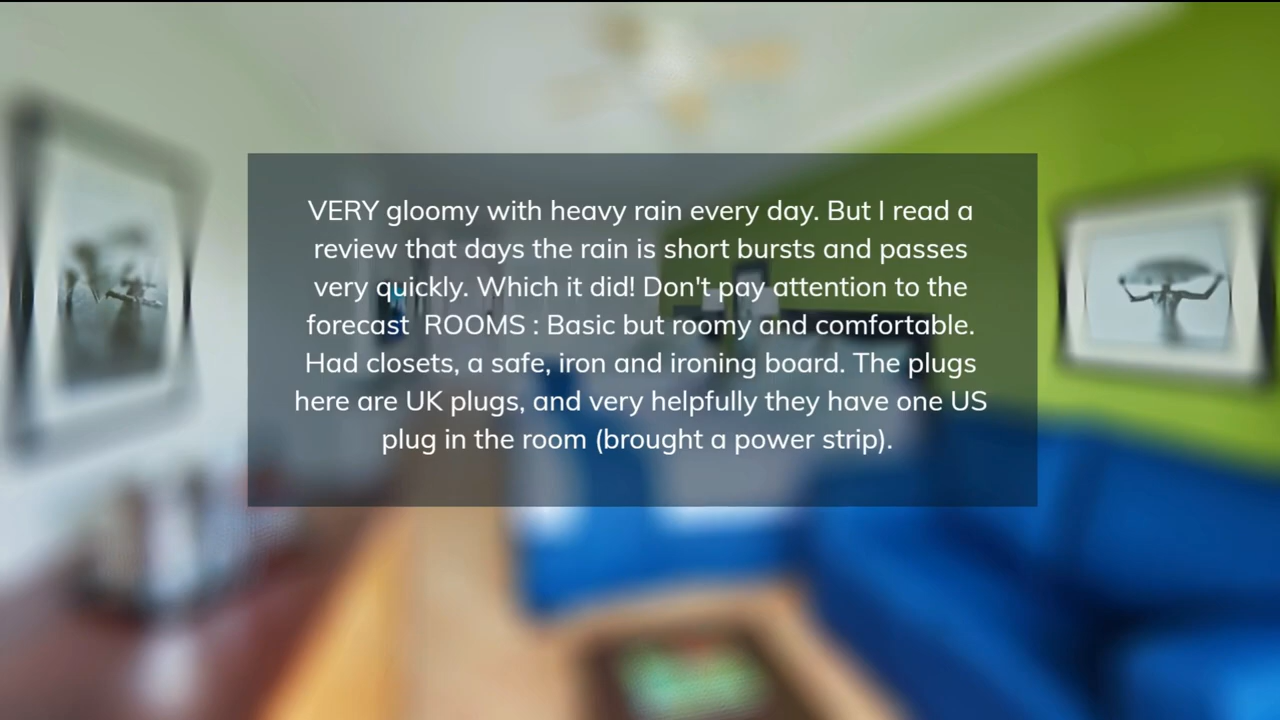 VERY gloomy with heavy rain every day. But I read a
review that days the rain is short bursts and passes
very quickly. Which it did! Don't pay attention to the
forecast  ROOMS : Basic but roomy and comfortable.
Had closets, a safe, iron and ironing board. The plugs
here are UK plugs, and very helpfully they have one US
plug in the room (brought a power strip).